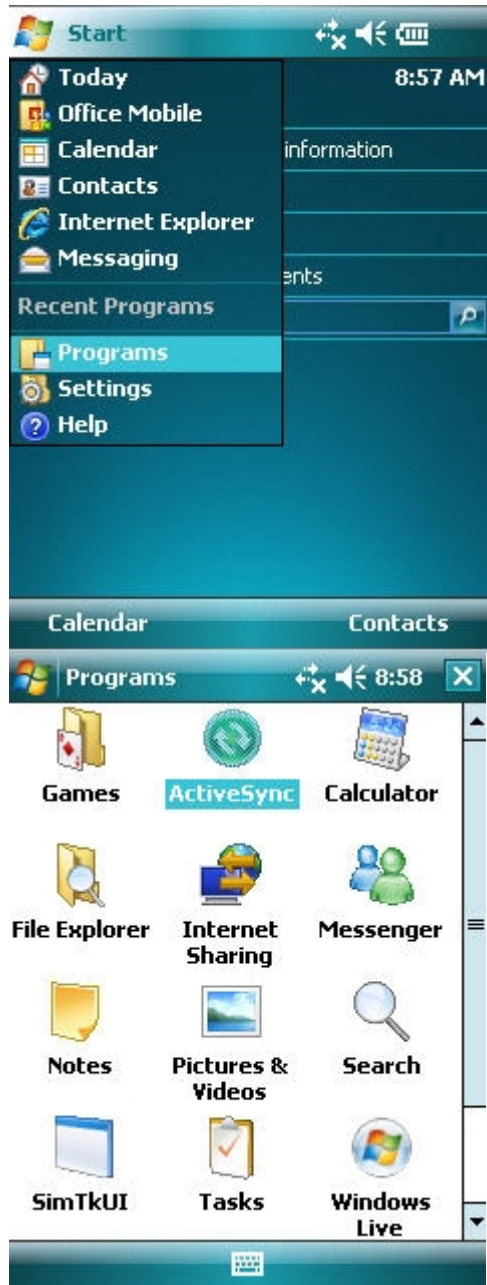 Start
Today
8:57 AM
Office Mobile
Calendar
information
Contacts
Internet Explorer
Messaging
ents
Recent Programs
Programs
Settings
? Help
Calendar Contacts
Programs 8:58
Games ActiveSync Calculator
File Explorer Internet Sharing Messenger
Notes Pictures & Videos Search
SimTkUI Tasks Windows Live